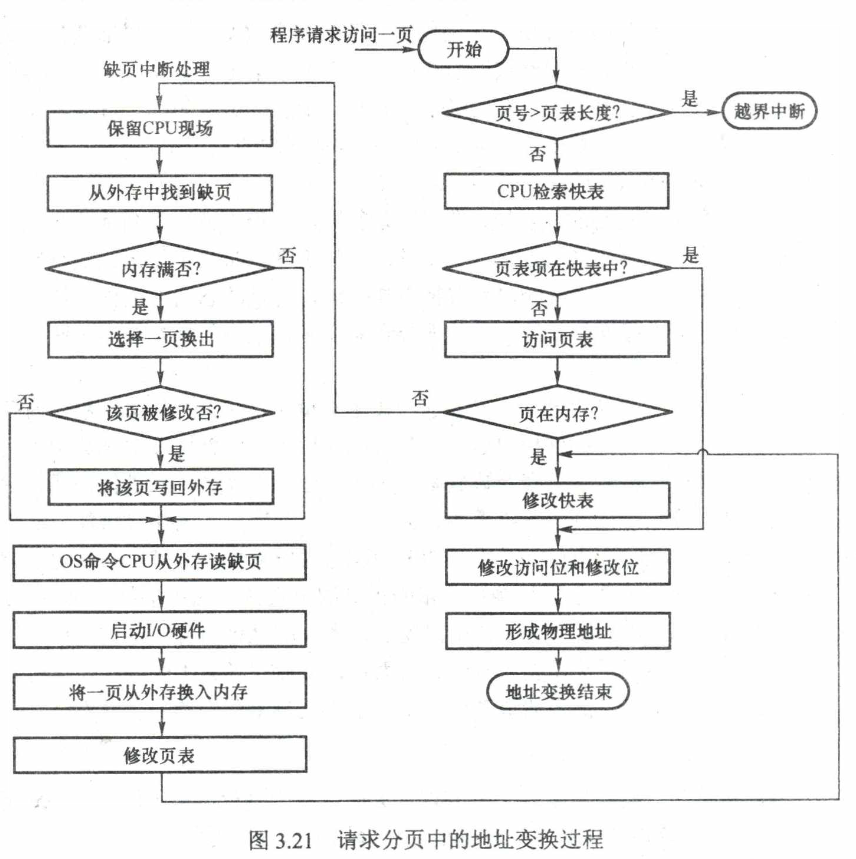 程序请求访问一页
开始
缺页中断处理
页号>页表长度?
是
越界中断
保留CPU现场
否
从外存中找到缺页
CPU检索快表
内存满否?
否
页表项在快表中?
是
是
否
选择一页换出
访问页表
否
该页被修改否?
否
页在内存?
是
是
将该页写回外存
修改快表
OS命令CPU从外存读缺页
修改访问位和修改位
启动I/O硬件
形成物理地址
将一页从外存换入内存
地址变换结束
修改页表
图 3.21 请求分页中的地址变换过程